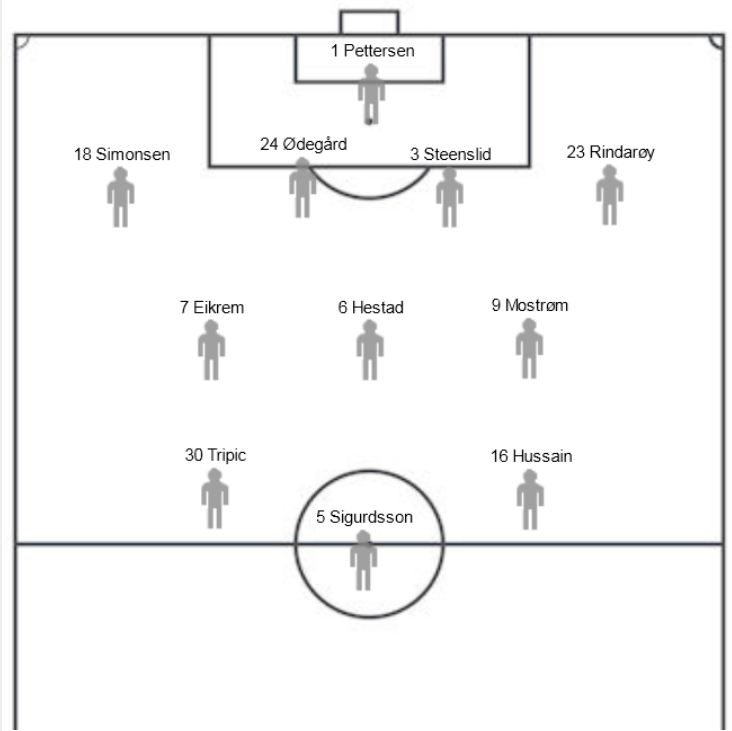 1 Pettersen
18 Simonsen
24 Ødegård
3 Steenslid
23 Rindarøy
7 Eikrem
6 Hestad
9 Mostrøm
30 Tripic
16 Hussain
5 Sigurdsson